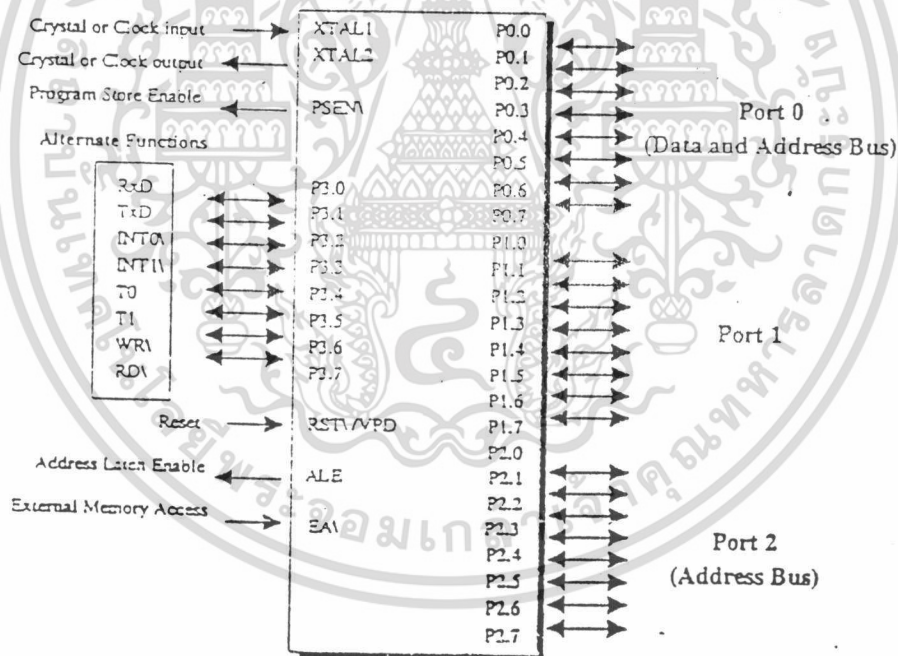 Crystal or Clock input
Crystal or Clock output
Program Store Enable
Alternate Functions
RxD
TxD
INT0\
INT1\
T0
T1
WR\
RD\
Reset
Address Latch Enable
External Memory Access
XTAL1
XTAL2
PSEN\
P3.0
P3.1
P3.2
P3.3
P3.4
P3.5
P3.6
P3.7
RST\/VPD
ALE
EA\
P0.0
P0.1
P0.2
P0.3
P0.4
P0.5
P0.6
P0.7
P1.0
P1.1
P1.2
P1.3
P1.4
P1.5
P1.6
P1.7
P2.0
P2.1
P2.2
P2.3
P2.4
P2.5
P2.6
P2.7
Port 0
(Data and Address Bus)
Port 1
Port 2
(Address Bus)